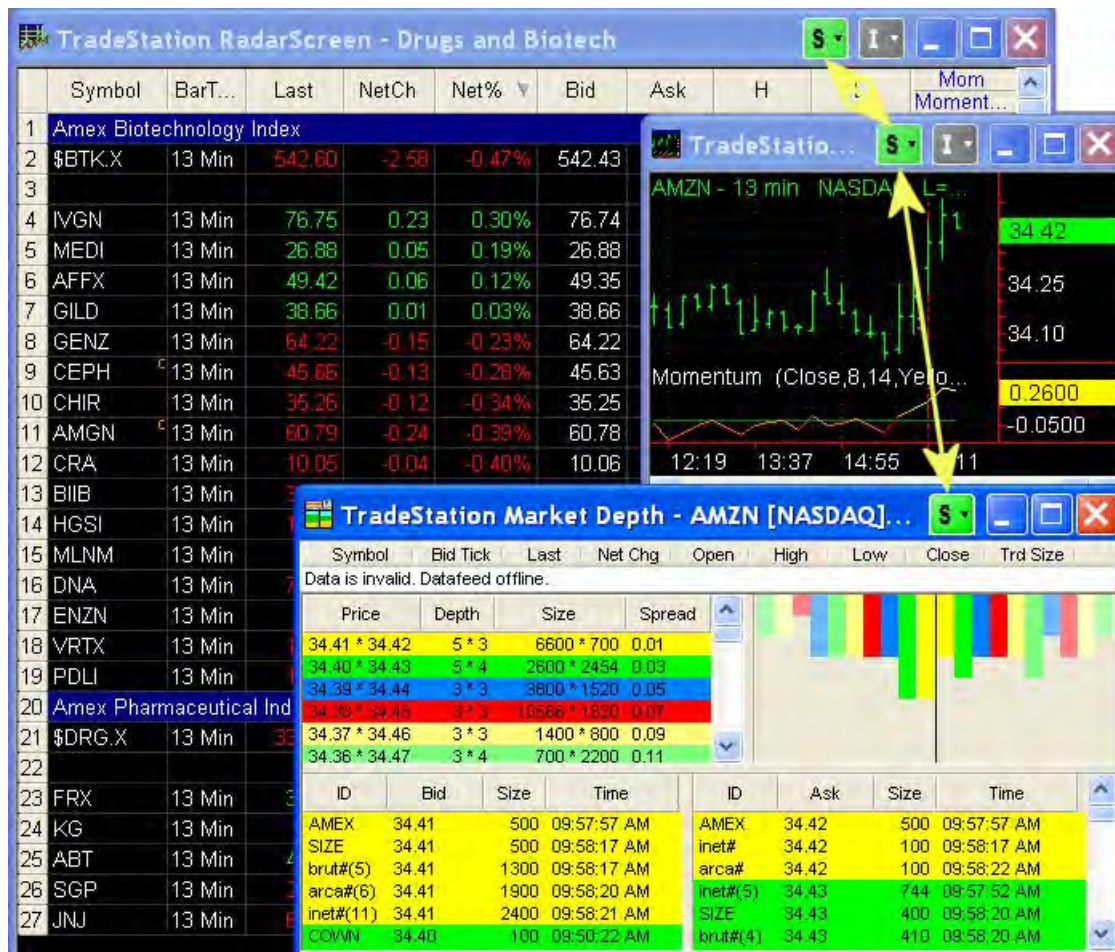 TradeStation RadarScreen - Drugs and Biotech S I
Symbol BarT... Last NetCh Net% Bid Ask H Mom
Moment...
1 Amex Biotechnology Index
2 $BTK.X 13 Min 542.60 -2.58 -0.47% 542.43
3
4 IVGN 13 Min 76.75 0.23 0.30% 76.74
5 MEDI 13 Min 26.88 0.05 0.19% 26.88
6 AFFX 13 Min 49.42 0.06 0.12% 49.35
7 GILD 13 Min 38.66 0.01 0.03% 38.66
8 GENZ 13 Min 64.22 -0.15 -0.23% 64.22
9 CEPH C 13 Min 45.66 -0.13 -0.28% 45.63
10 CHIR 13 Min 35.26 -0.12 -0.34% 35.25
11 AMGN C 13 Min 60.79 -0.24 -0.39% 60.78
12 CRA 13 Min 10.05 -0.04 -0.40% 10.06
13 BIIB 13 Min
14 HGSI 13 Min
15 MLNM 13 Min
16 DNA 13 Min
17 ENZN 13 Min
18 VRTX 13 Min
19 PDLI 13 Min
20 Amex Pharmaceutical Ind
21 $DRG.X 13 Min
22
23 FRX 13 Min
24 KG 13 Min
25 ABT 13 Min
26 SGP 13 Min
27 JNJ 13 Min
TradeStatio... S I
AMZN - 13 min NASDA L=...
34.42
34.25
34.10
Momentum (Close,8,14,Yello...
0.2600
-0.0500
12:19 13:37 14:55 11
TradeStation Market Depth - AMZN [NASDAQ]... S
Symbol Bid Tick Last Net Chg Open High Low Close Trd Size
Data is invalid. Datafeed offline.
Price Depth Size Spread
34.41 * 34.42 5 * 3 6600 * 700 0.01
34.40 * 34.43 5 * 4 2600 * 2454 0.03
34.39 * 34.44 3 * 3 3800 * 1520 0.05
34.38 * 34.45 3 * 3 0.07
34.37 * 34.46 3 * 3 1400 * 800 0.09
34.36 * 34.47 3 * 4 700 * 2200 0.11
ID Bid Size Time
AMEX 34.41 500 09:57:57 AM
SIZE 34.41 500 09:58:17 AM
brut#(5) 34.41 1300 09:58:17 AM
arca#(6) 34.41 1900 09:58:20 AM
inet#(11) 34.41 2400 09:58:21 AM
COWN 34.40 100 09:50:22 AM
ID Ask Size Time
AMEX 34.42 500 09:57:57 AM
inet# 34.42 100 09:58:17 AM
arca# 34.42 100 09:58:22 AM
inet#(5) 34.43 744 09:57:52 AM
SIZE 34.43 400 09:58:20 AM
brut#(4) 34.43 410 09:58:20 AM